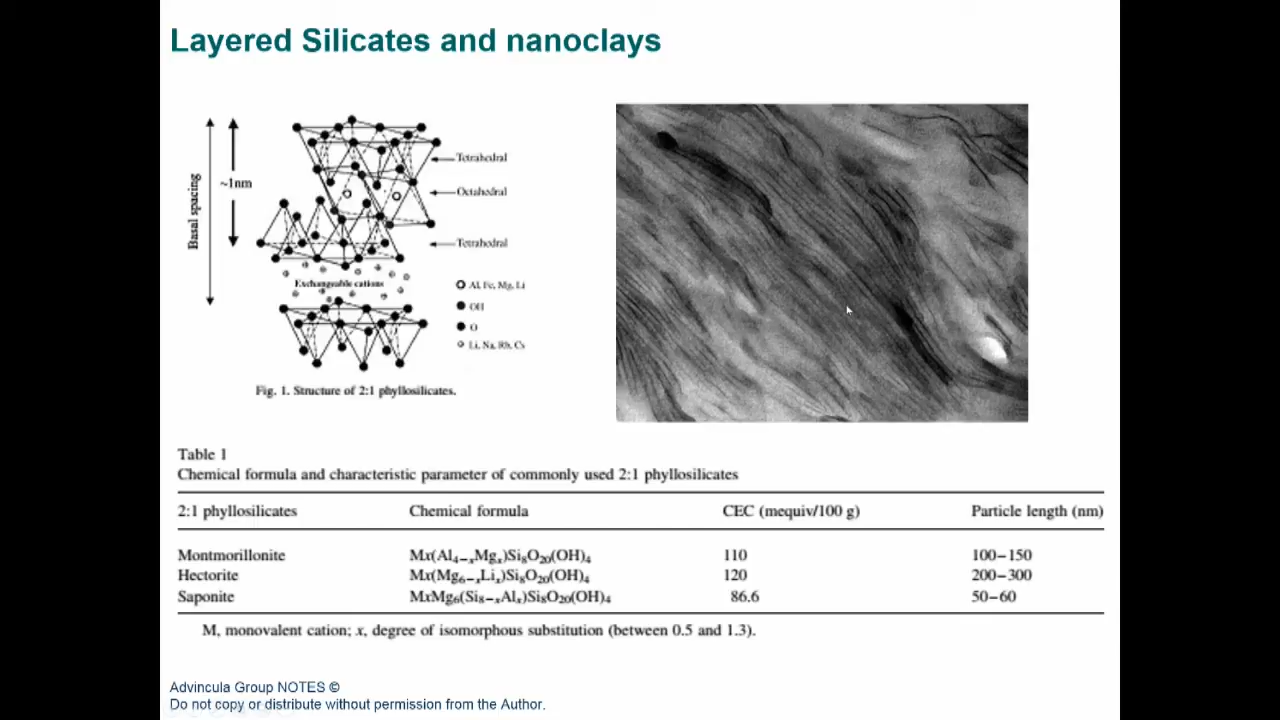 Layered Silicates and nanoclays
Basal spacing
~1nm
Tetrahedral
Octahedral
Tetrahedral
Exchangeable cations
Al, Fe, Mg, Li
OH
O
Li, Na, Rb, Cs
Fig. 1. Structure of 2:1 phyllosilicates.
Table 1
Chemical formula and characteristic parameter of commonly used 2:1 phyllosilicates
2:1 phyllosilicates Chemical formula CEC (mequiv/100 g) Particle length (nm)
Montmorillonite Mx(Al₄₋ₓMgₓ)Si₈O₂₀(OH)₄ 110 100–150
Hectorite Mx(Mg₆₋ₓLiₓ)Si₈O₂₀(OH)₄ 120 200–300
Saponite MxMg₆(Si₈₋ₓAlₓ)Si₈O₂₀(OH)₄ 86.6 50–60
M, monovalent cation; x, degree of isomorphous substitution (between 0.5 and 1.3).
Advincula Group NOTES ©
Do not copy or distribute without permission from the Author.